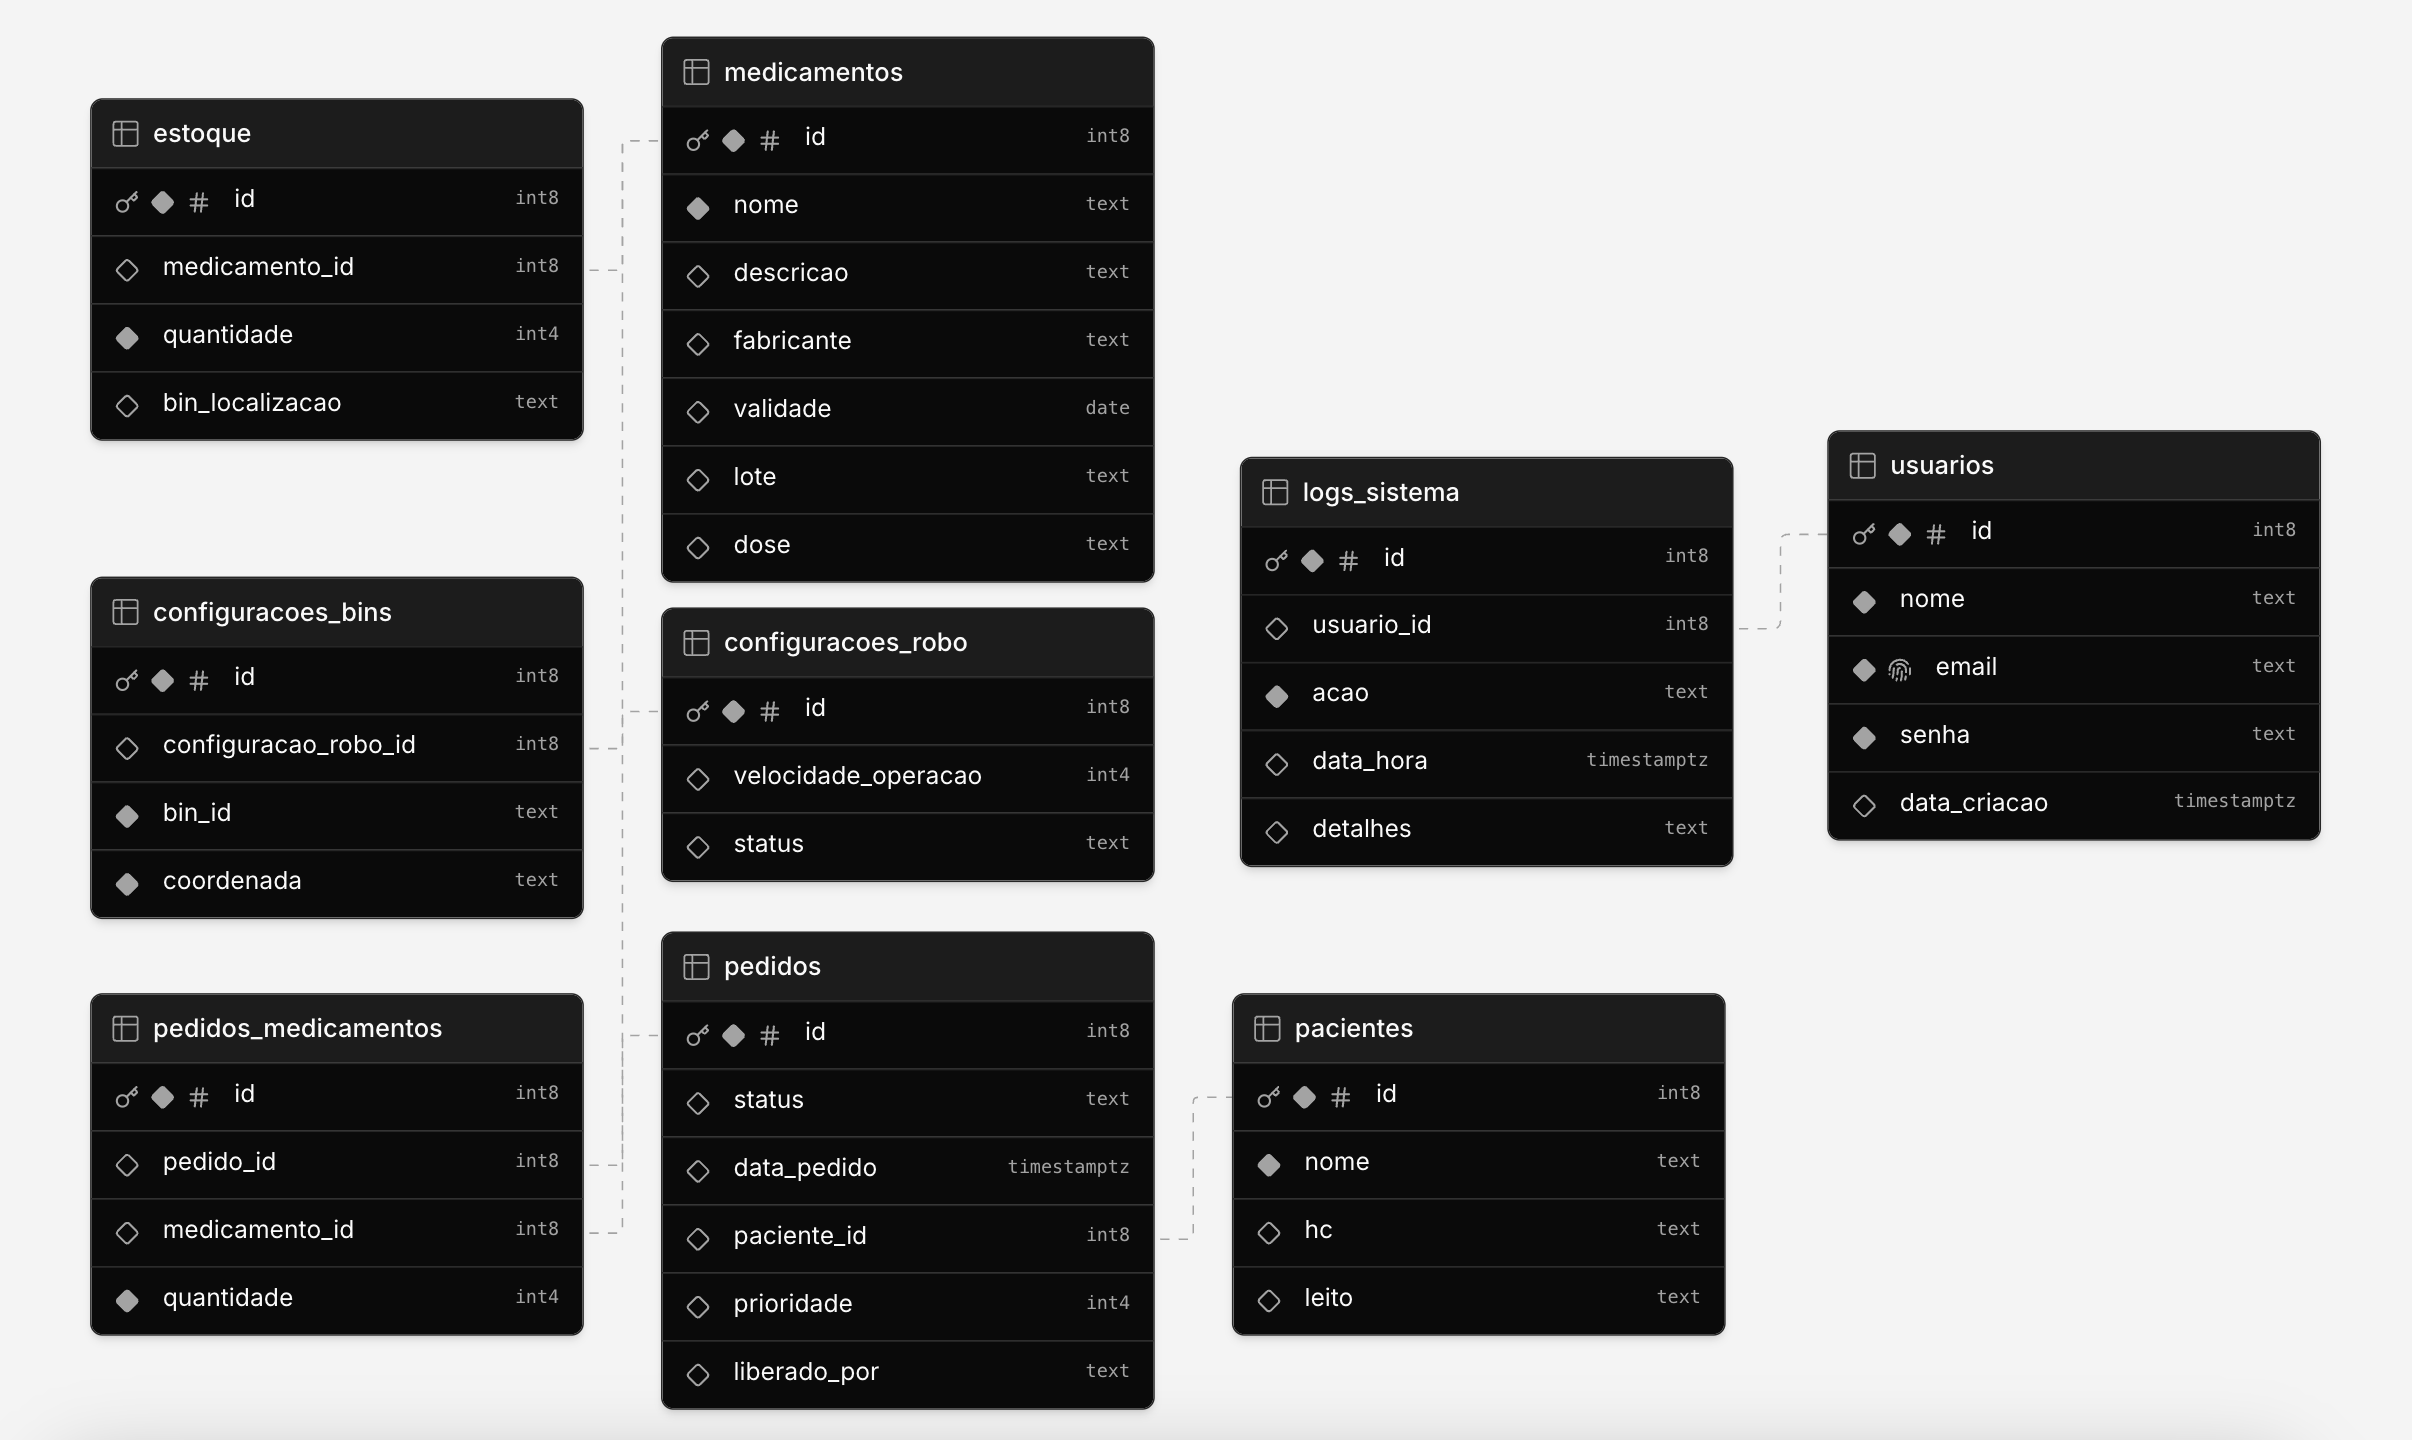 estoque
id int8
medicamento_id int8
quantidade int4
bin_localizacao text
medicamentos
id int8
nome text
descricao text
fabricante text
validade date
lote text
dose text
configuracoes_bins
id int8
configuracao_robo_id int8
bin_id text
coordenada text
configuracoes_robo
id int8
velocidade_operacao int4
status text
logs_sistema
id int8
usuario_id int8
acao text
data_hora timestamptz
detalhes text
usuarios
id int8
nome text
email text
senha text
data_criacao timestamptz
pedidos_medicamentos
id int8
pedido_id int8
medicamento_id int8
quantidade int4
pedidos
id int8
status text
data_pedido timestamptz
paciente_id int8
prioridade int4
liberado_por text
pacientes
id int8
nome text
hc text
leito text